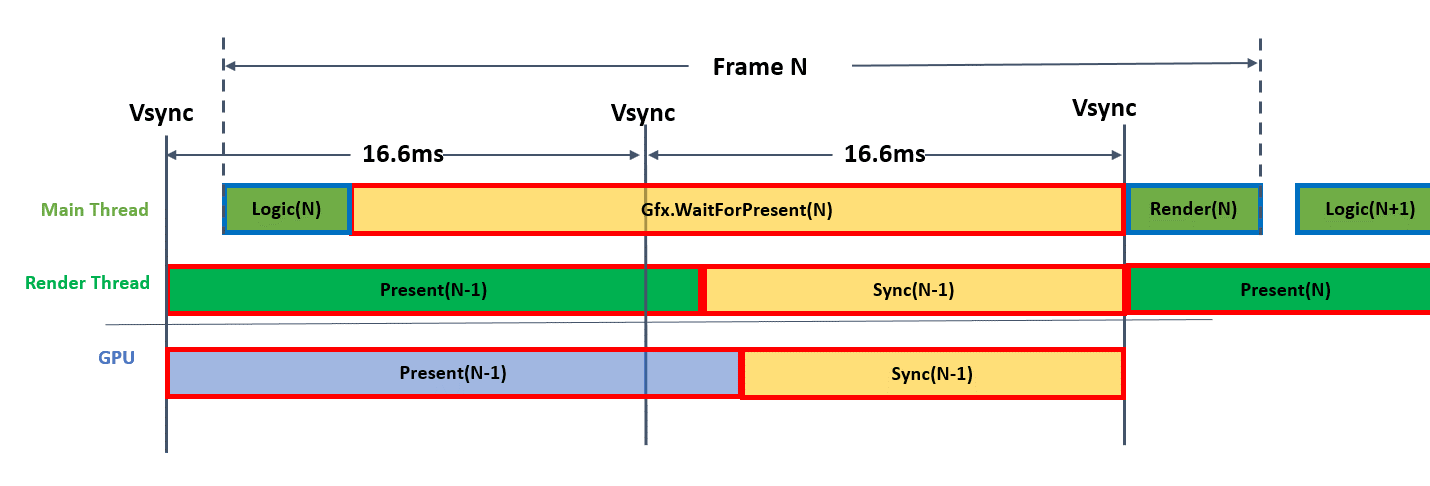 Frame N
Vsync Vsync Vsync
16.6ms 16.6ms
Main Thread Logic(N) Gfx.WaitForPresent(N) Render(N) Logic(N+1)
Render Thread Present(N-1) Sync(N-1) Present(N)
GPU Present(N-1) Sync(N-1)